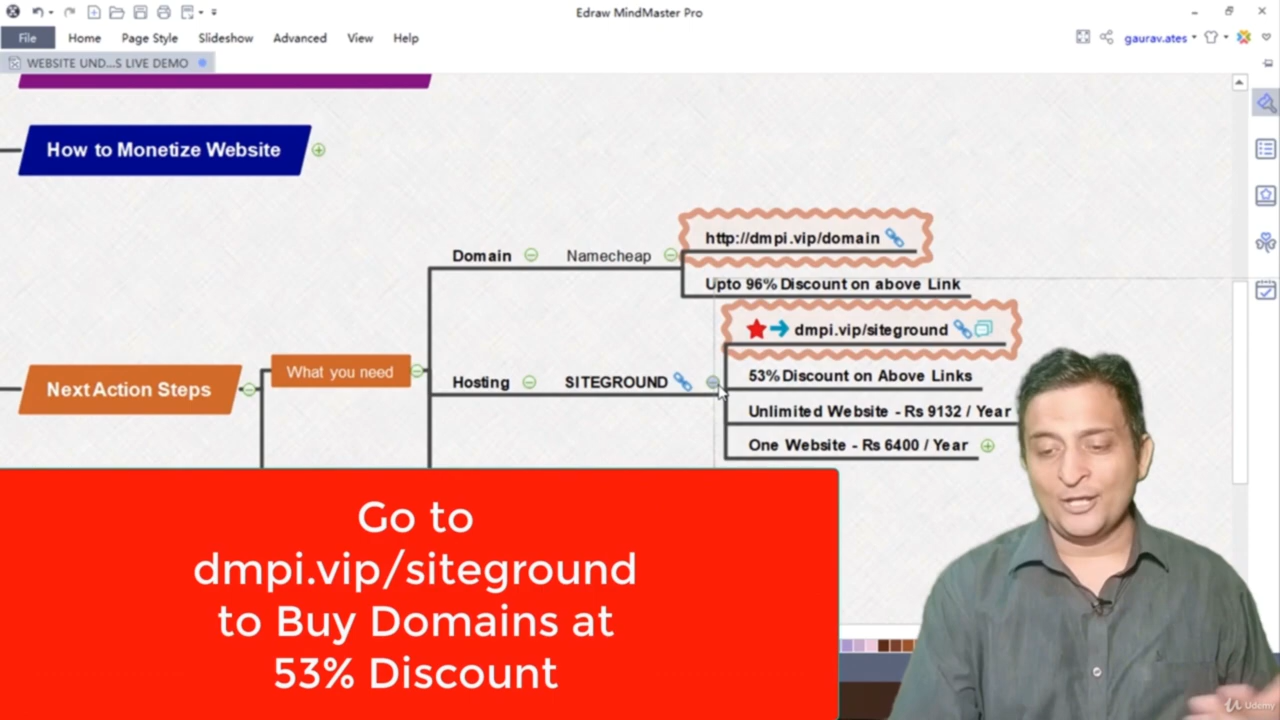 Edraw MindMaster Pro
File Home Page Style Slideshow Advanced View Help
gaurav.ates
WEBSITE UND...S LIVE DEMO
How to Monetize Website
http://dmpi.vip/domain
Domain Namecheap
Upto 96% Discount on above Link
dmpi.vip/siteground
What you need
53% Discount on Above Links
Next Action Steps
Hosting SITEGROUND
Unlimited Website - Rs 9132 / Year
One Website - Rs 6400 / Year
Go to
dmpi.vip/siteground
to Buy Domains at
53% Discount
Udemy